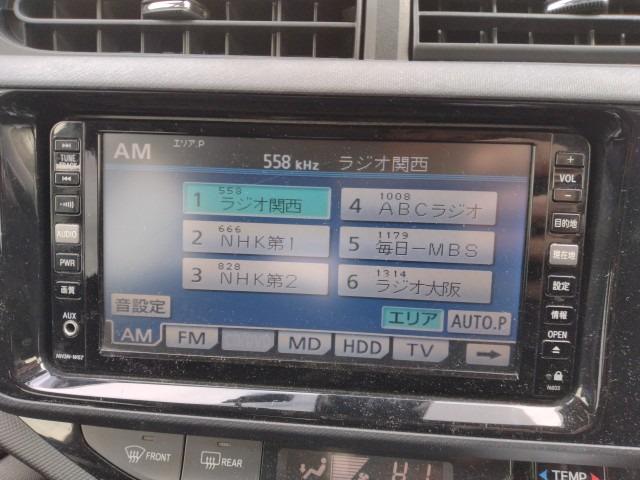 AM エリア.P
558 kHz ラジオ関西
1 558 ラジオ関西
2 666 NHK第1
3 828 NHK第2
4 1008 ABCラジオ
5 1179 毎日-MBS
6 1314 ラジオ大阪
音設定
エリア AUTO.P
AM FM MD HDD TV
TUNE
TRACK
AUDIO
PWR
画質
AUX
NHDN-W57
+
VOL
-
目的地
現在地
設定
情報
OPEN
FRONT
REAR
TEMP